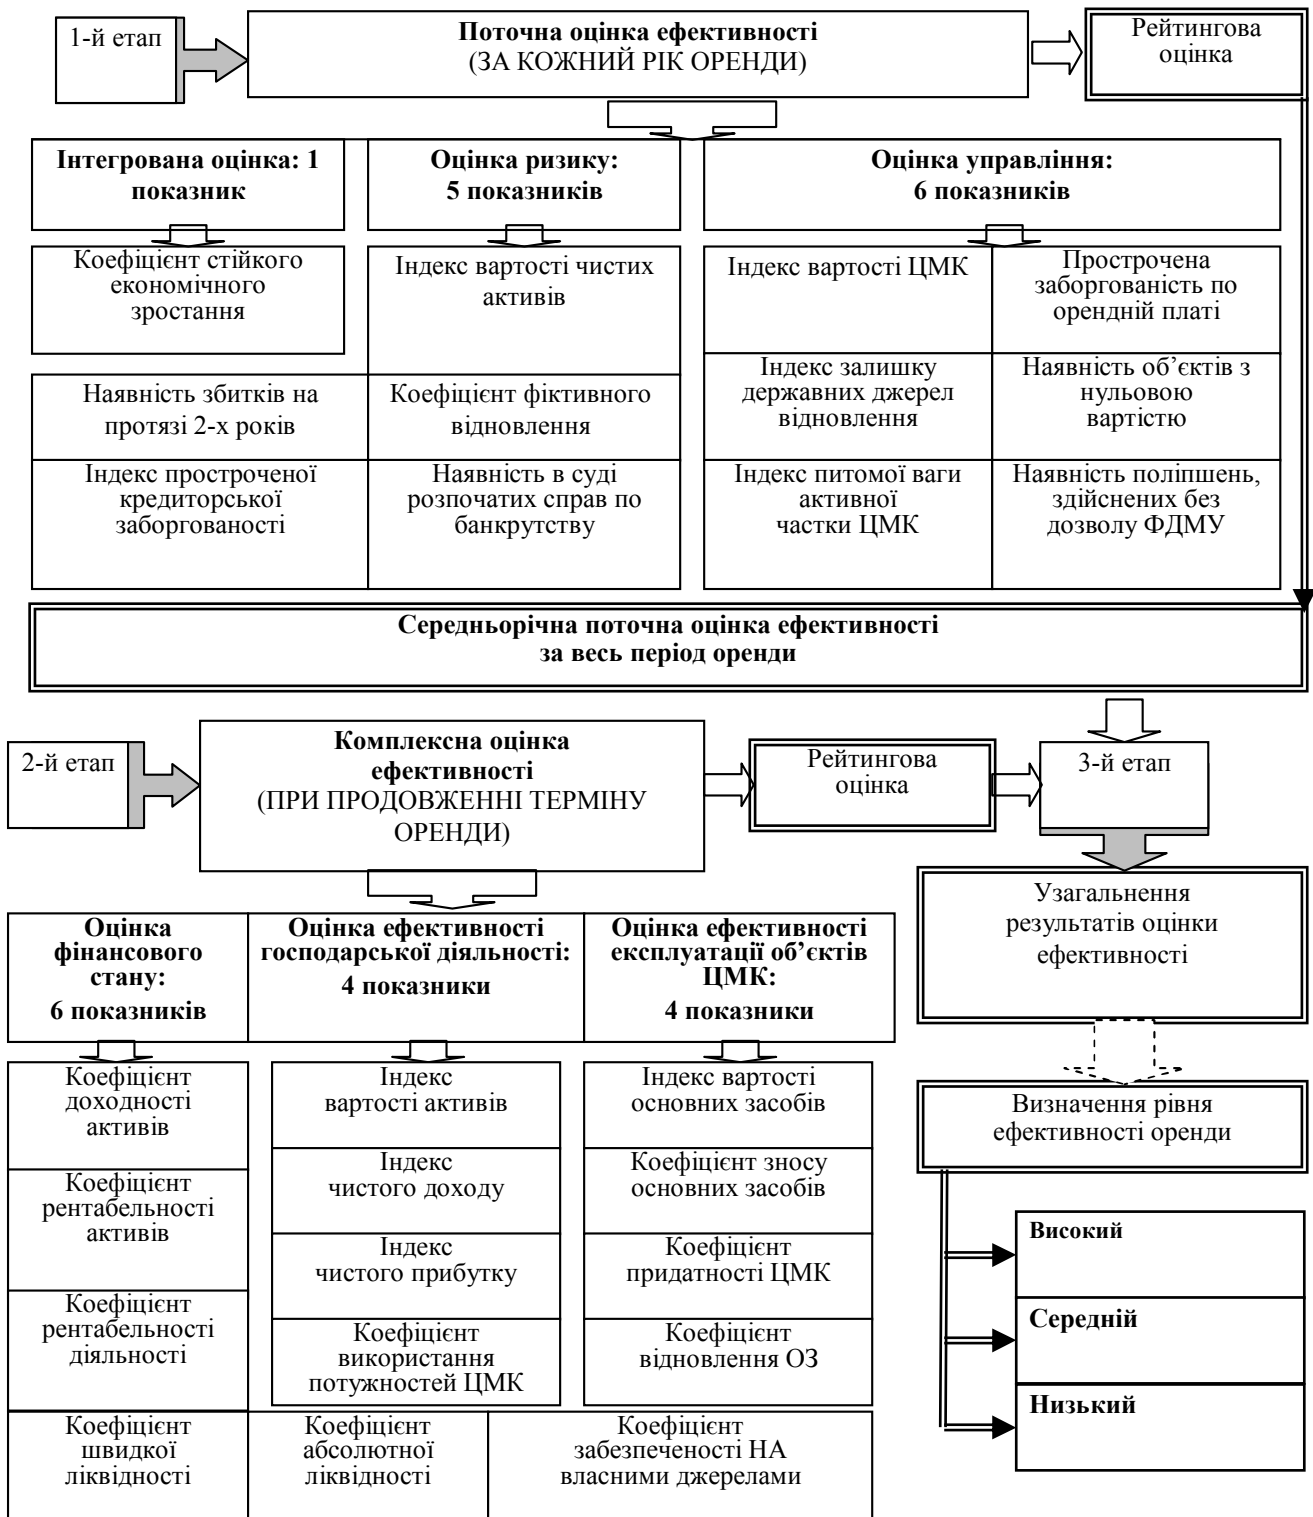 1-й етап
Поточна оцінка ефективності
(ЗА КОЖНИЙ РІК ОРЕНДИ)
Рейтингова
оцінка
Інтегрована оцінка: 1
показник
Оцінка ризику:
5 показників
Оцінка управління:
6 показників
Коефіцієнт стійкого
економічного
зростання
Індекс вартості чистих
активів
Індекс вартості ЦМК
Прострочена
заборгованість по
орендній платі
Наявність збитків на
протязі 2-х років
Коефіцієнт фіктивного
відновлення
Індекс залишку
державних джерел
відновлення
Наявність об’єктів з
нульовою
вартістю
Індекс простроченої
кредиторської
заборгованості
Наявність в суді
розпочатих справ по
банкрутству
Індекс питомої ваги
активної
частки ЦМК
Наявність поліпшень,
здійснених без
дозволу ФДМУ
Середньорічна поточна оцінка ефективності
за весь період оренди
2-й етап
Комплексна оцінка
ефективності
(ПРИ ПРОДОВЖЕННІ ТЕРМІНУ
ОРЕНДИ)
Рейтингова
оцінка
3-й етап
Узагальнення
результатів оцінки
ефективності
Оцінка
фінансового
стану:
6 показників
Оцінка ефективності
господарської діяльності:
4 показники
Оцінка ефективності
експлуатації об’єктів
ЦМК:
4 показники
Визначення рівня
ефективності оренди
Коефіцієнт
доходності
активів
Індекс
вартості активів
Індекс вартості
основних засобів
Коефіцієнт
рентабельності
активів
Індекс
чистого доходу
Коефіцієнт зносу
основних засобів
Індекс
чистого прибутку
Коефіцієнт
придатності ЦМК
Коефіцієнт
рентабельності
діяльності
Коефіцієнт
використання
потужностей ЦМК
Коефіцієнт
відновлення ОЗ
Коефіцієнт
швидкої
ліквідності
Коефіцієнт
абсолютної
ліквідності
Коефіцієнт
забезпеченості НА
власними джерелами
Високий
Середній
Низький